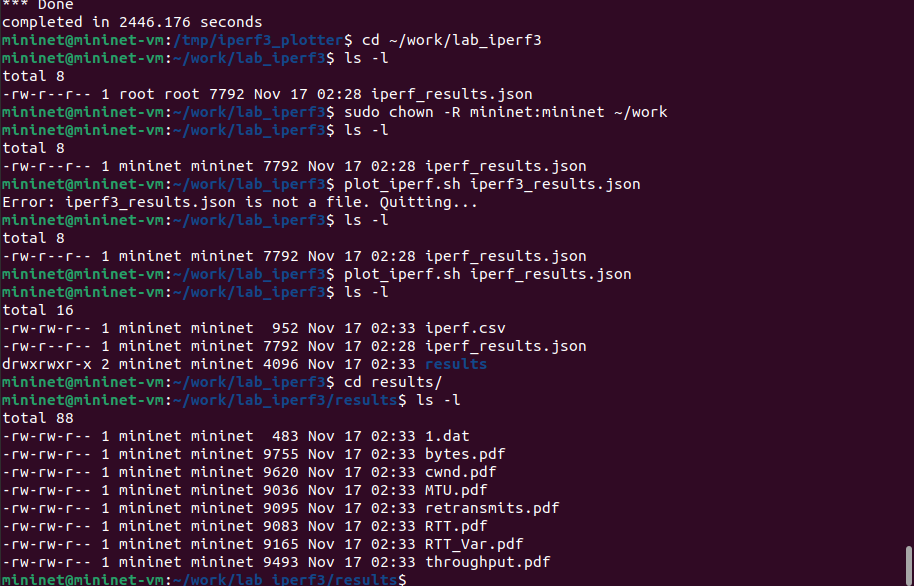 *** Done
completed in 2446.176 seconds
mininet@mininet-vm:/tmp/iperf3_plotter$ cd ~/work/lab_iperf3
mininet@mininet-vm:~/work/lab_iperf3$ ls -l
total 8
-rw-r--r-- 1 root root 7792 Nov 17 02:28 iperf_results.json
mininet@mininet-vm:~/work/lab_iperf3$ sudo chown -R mininet:mininet ~/work
mininet@mininet-vm:~/work/lab_iperf3$ ls -l
total 8
-rw-r--r-- 1 mininet mininet 7792 Nov 17 02:28 iperf_results.json
mininet@mininet-vm:~/work/lab_iperf3$ plot_iperf.sh iperf3_results.json
Error: iperf3_results.json is not a file. Quitting...
mininet@mininet-vm:~/work/lab_iperf3$ ls -l
total 8
-rw-r--r-- 1 mininet mininet 7792 Nov 17 02:28 iperf_results.json
mininet@mininet-vm:~/work/lab_iperf3$ plot_iperf.sh iperf_results.json
mininet@mininet-vm:~/work/lab_iperf3$ ls -l
total 16
-rw-rw-r-- 1 mininet mininet  952 Nov 17 02:33 iperf.csv
-rw-r--r-- 1 mininet mininet 7792 Nov 17 02:28 iperf_results.json
drwxrwxr-x 2 mininet mininet 4096 Nov 17 02:33 results
mininet@mininet-vm:~/work/lab_iperf3$ cd results/
mininet@mininet-vm:~/work/lab_iperf3/results$ ls -l
total 88
-rw-rw-r-- 1 mininet mininet  483 Nov 17 02:33 1.dat
-rw-rw-r-- 1 mininet mininet 9755 Nov 17 02:33 bytes.pdf
-rw-rw-r-- 1 mininet mininet 9620 Nov 17 02:33 cwnd.pdf
-rw-rw-r-- 1 mininet mininet 9036 Nov 17 02:33 MTU.pdf
-rw-rw-r-- 1 mininet mininet 9095 Nov 17 02:33 retransmits.pdf
-rw-rw-r-- 1 mininet mininet 9083 Nov 17 02:33 RTT.pdf
-rw-rw-r-- 1 mininet mininet 9165 Nov 17 02:33 RTT_Var.pdf
-rw-rw-r-- 1 mininet mininet 9493 Nov 17 02:33 throughput.pdf
mininet@mininet-vm:~/work/lab_iperf3/results$